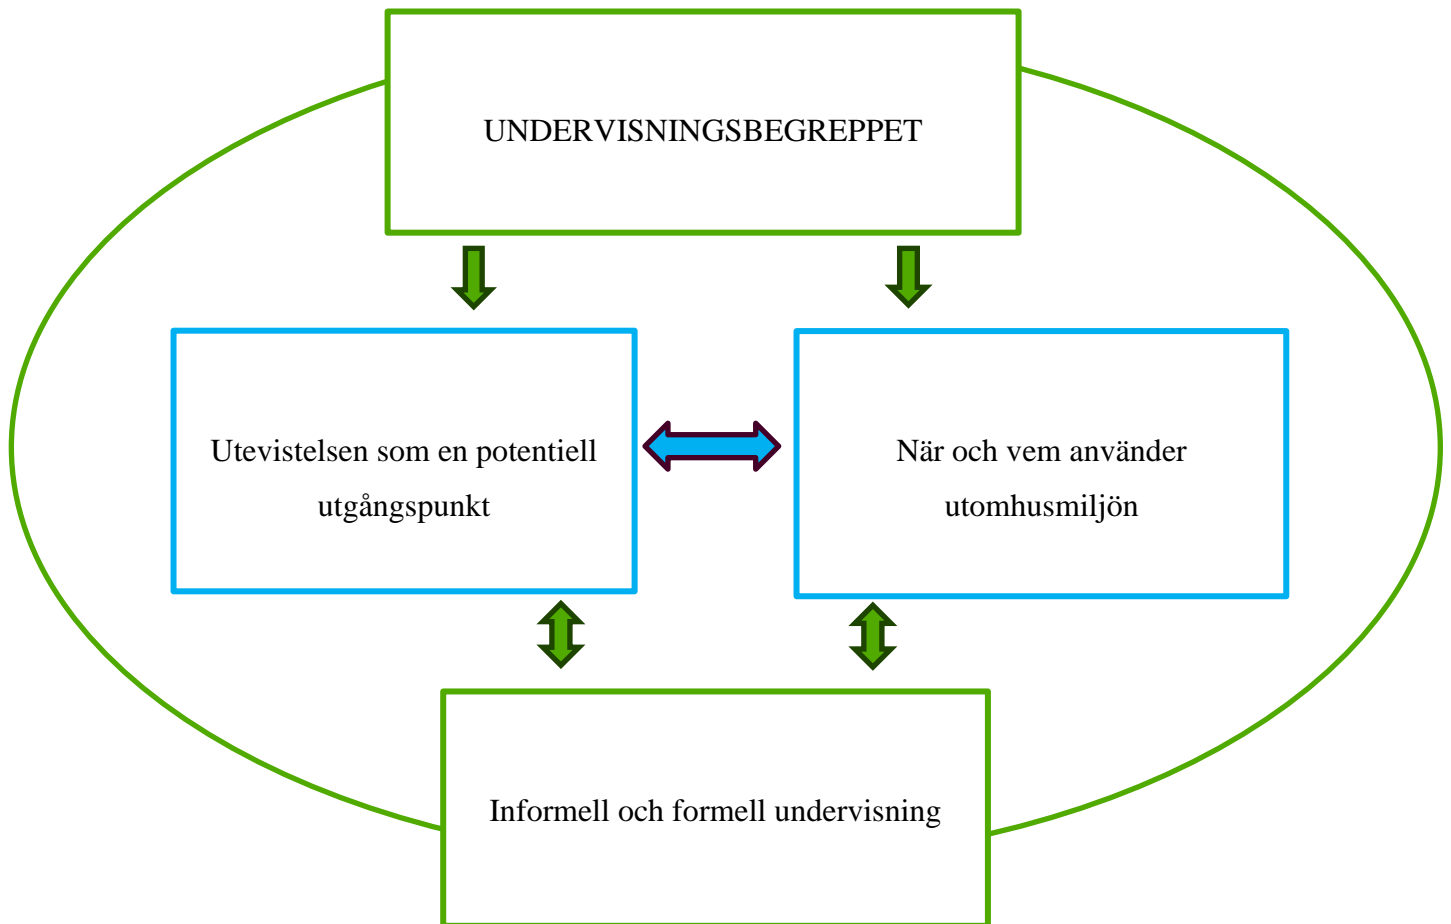 UNDERVISNINGSBEGREPPET
Utevistelsen som en potentiell
utgångspunkt
När och vem använder
utomhusmiljön
Informell och formell undervisning